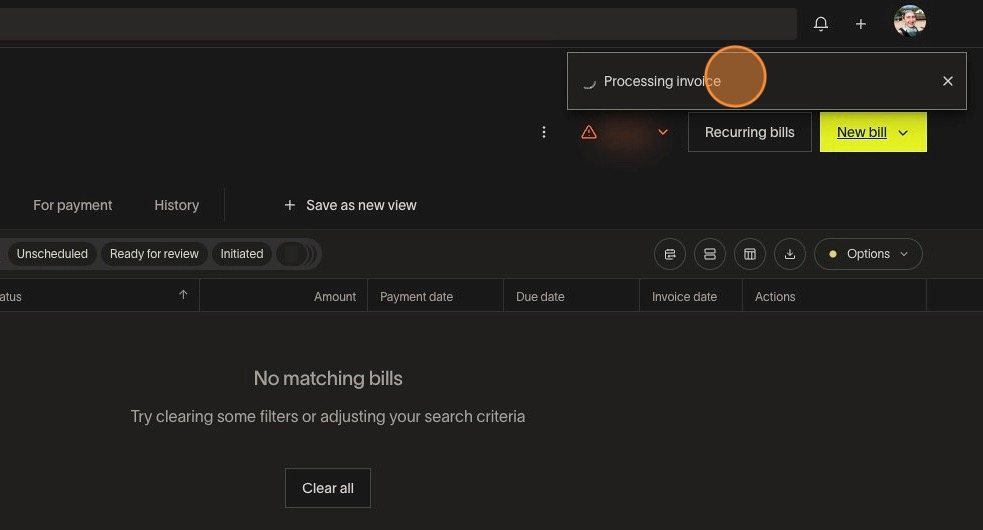 Processing invoice
Recurring bills
New bill
For payment
History
Save as new view
Unscheduled
Ready for review
Initiated
Options
atus
Amount
Payment date
Due date
Invoice date
Actions
No matching bills
Try clearing some filters or adjusting your search criteria
Clear all